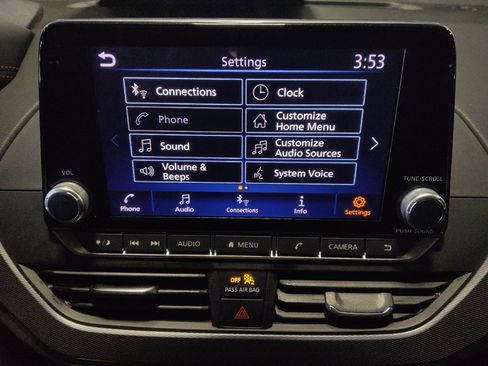 Settings
3:53
Connections
Clock
Phone
Customize
Home Menu
Sound
Customize
Audio Sources
Volume &
Beeps
System Voice
VOL
TUNE·SCROLL
Phone
Audio
Connections
Info
Settings
PUSH SOUND
AUDIO
MENU
CAMERA
OFF
PASS AIR BAG